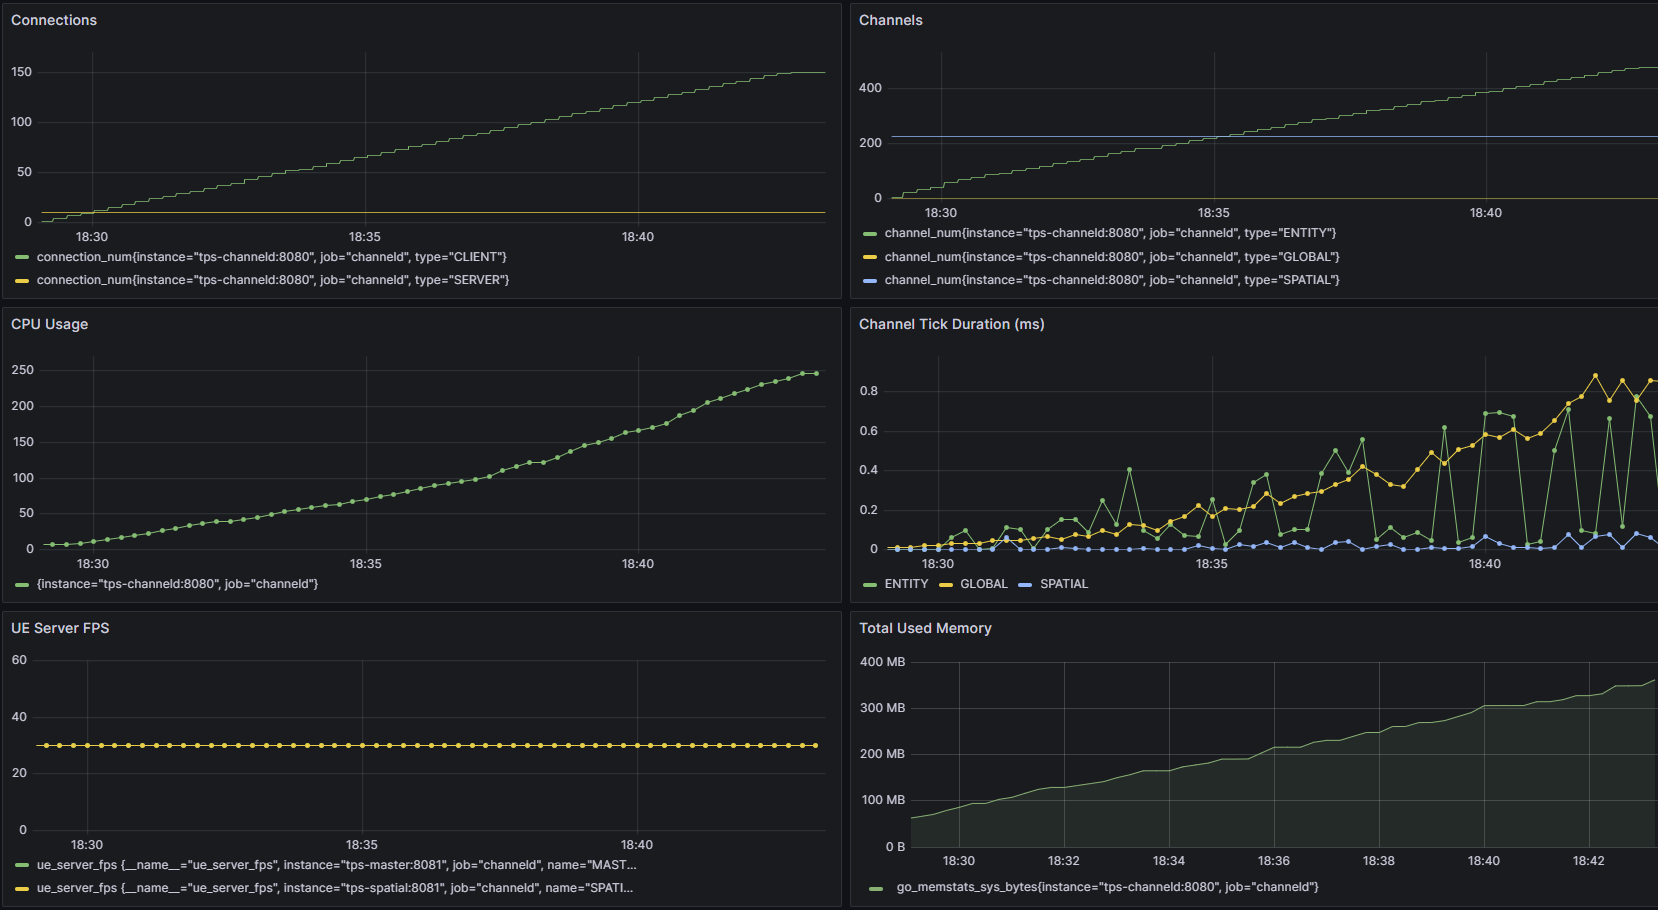 Connections
150
100
50
0
18:30 18:35 18:40
connection_num{instance="tps-channeld:8080", job="channeld", type="CLIENT"}
connection_num{instance="tps-channeld:8080", job="channeld", type="SERVER"}
Channels
400
200
0
18:30 18:35 18:40
channel_num{instance="tps-channeld:8080", job="channeld", type="ENTITY"}
channel_num{instance="tps-channeld:8080", job="channeld", type="GLOBAL"}
channel_num{instance="tps-channeld:8080", job="channeld", type="SPATIAL"}
CPU Usage
250
200
150
100
50
0
18:30 18:35 18:40
{instance="tps-channeld:8080", job="channeld"}
Channel Tick Duration (ms)
0.8
0.6
0.4
0.2
0
18:30 18:35 18:40
ENTITY GLOBAL SPATIAL
UE Server FPS
60
40
20
0
18:30 18:35 18:40
ue_server_fps {__name__="ue_server_fps", instance="tps-master:8081", job="channeld", name="MAST...
ue_server_fps {__name__="ue_server_fps", instance="tps-spatial:8081", job="channeld", name="SPATI...
Total Used Memory
400 MB
300 MB
200 MB
100 MB
0 B
18:30 18:32 18:34 18:36 18:38 18:40 18:42
go_memstats_sys_bytes{instance="tps-channeld:8080", job="channeld"}